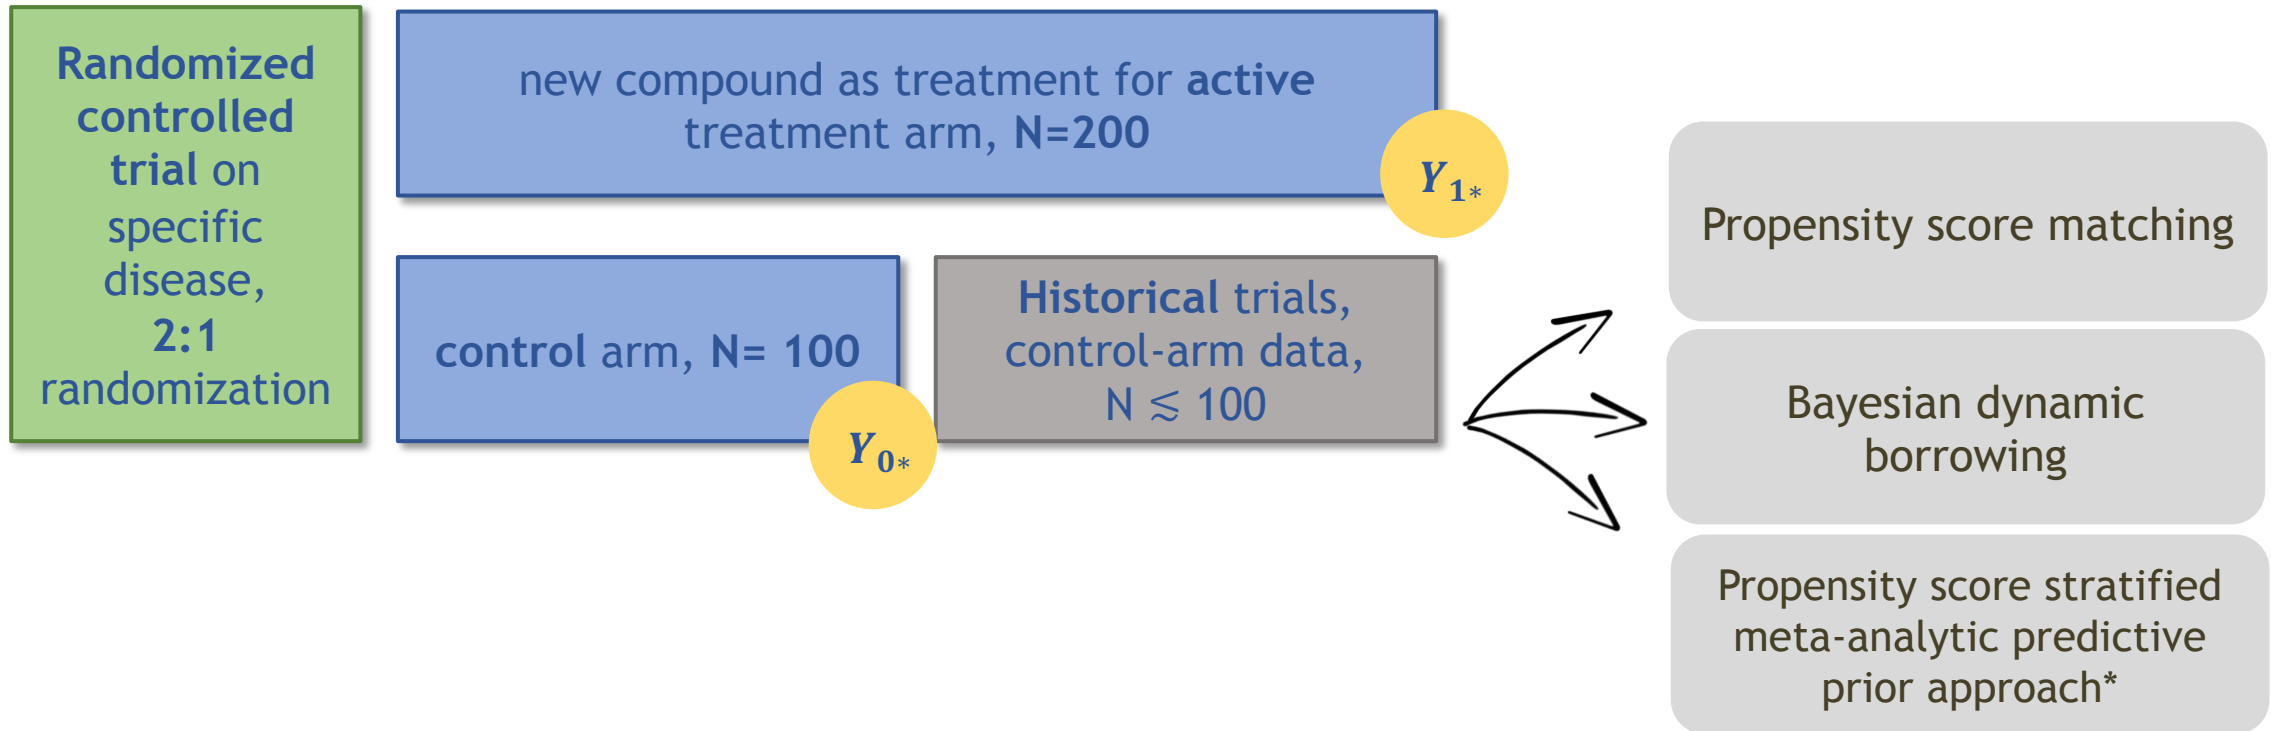 Randomized
controlled
trial on
specific
disease,
2:1
randomization
new compound as treatment for active
treatment arm, N=200
Y1*
control arm, N= 100
Y0*
Historical trials,
control-arm data,
N ≲ 100
Propensity score matching
Bayesian dynamic
borrowing
Propensity score stratified
meta-analytic predictive
prior approach*